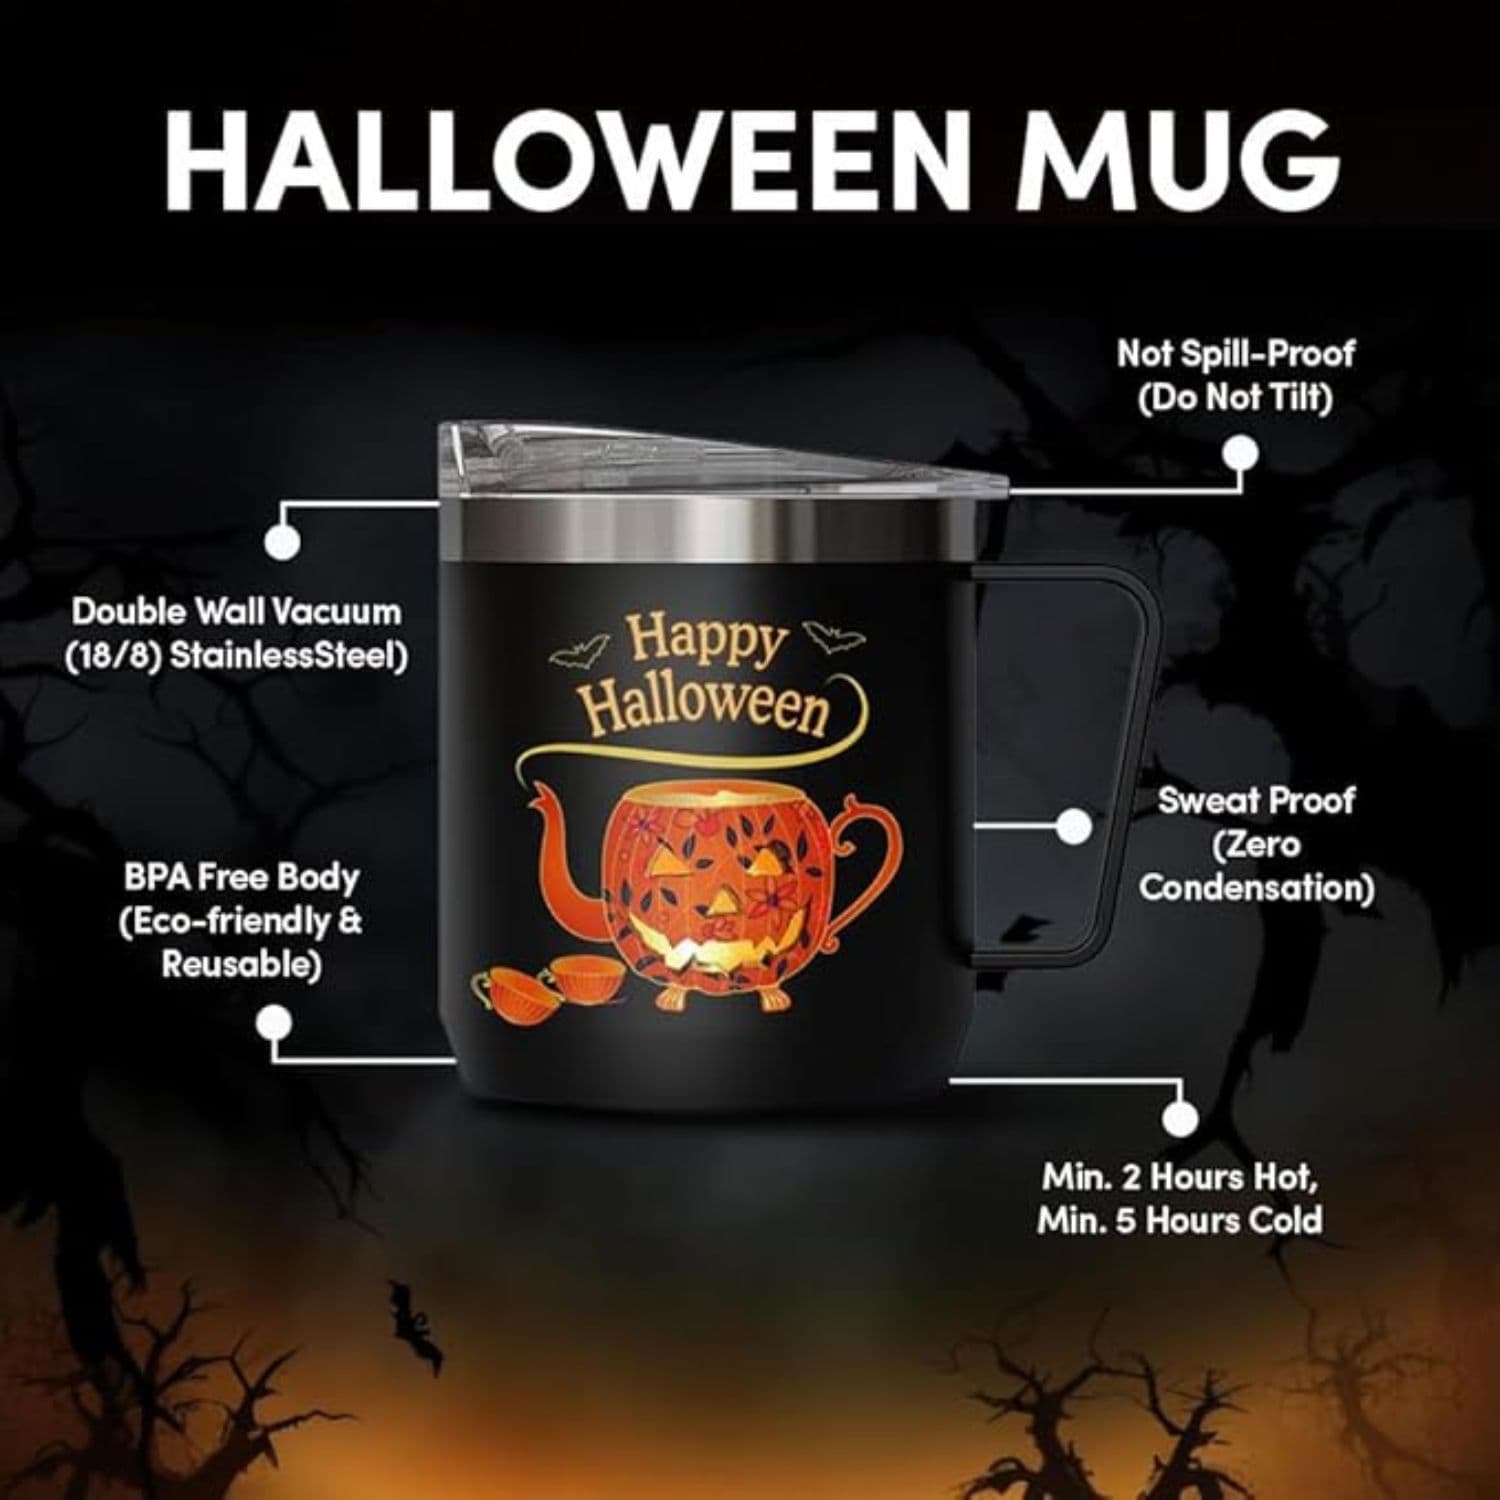 HALLOWEEN MUG
Not Spill-Proof
(Do Not Tilt)
Double Wall Vacuum
(18/8) StainlessSteel)
Happy
Halloween
Sweat Proof
(Zero
Condensation)
BPA Free Body
(Eco-friendly &
Reusable)
Min. 2 Hours Hot,
Min. 5 Hours Cold